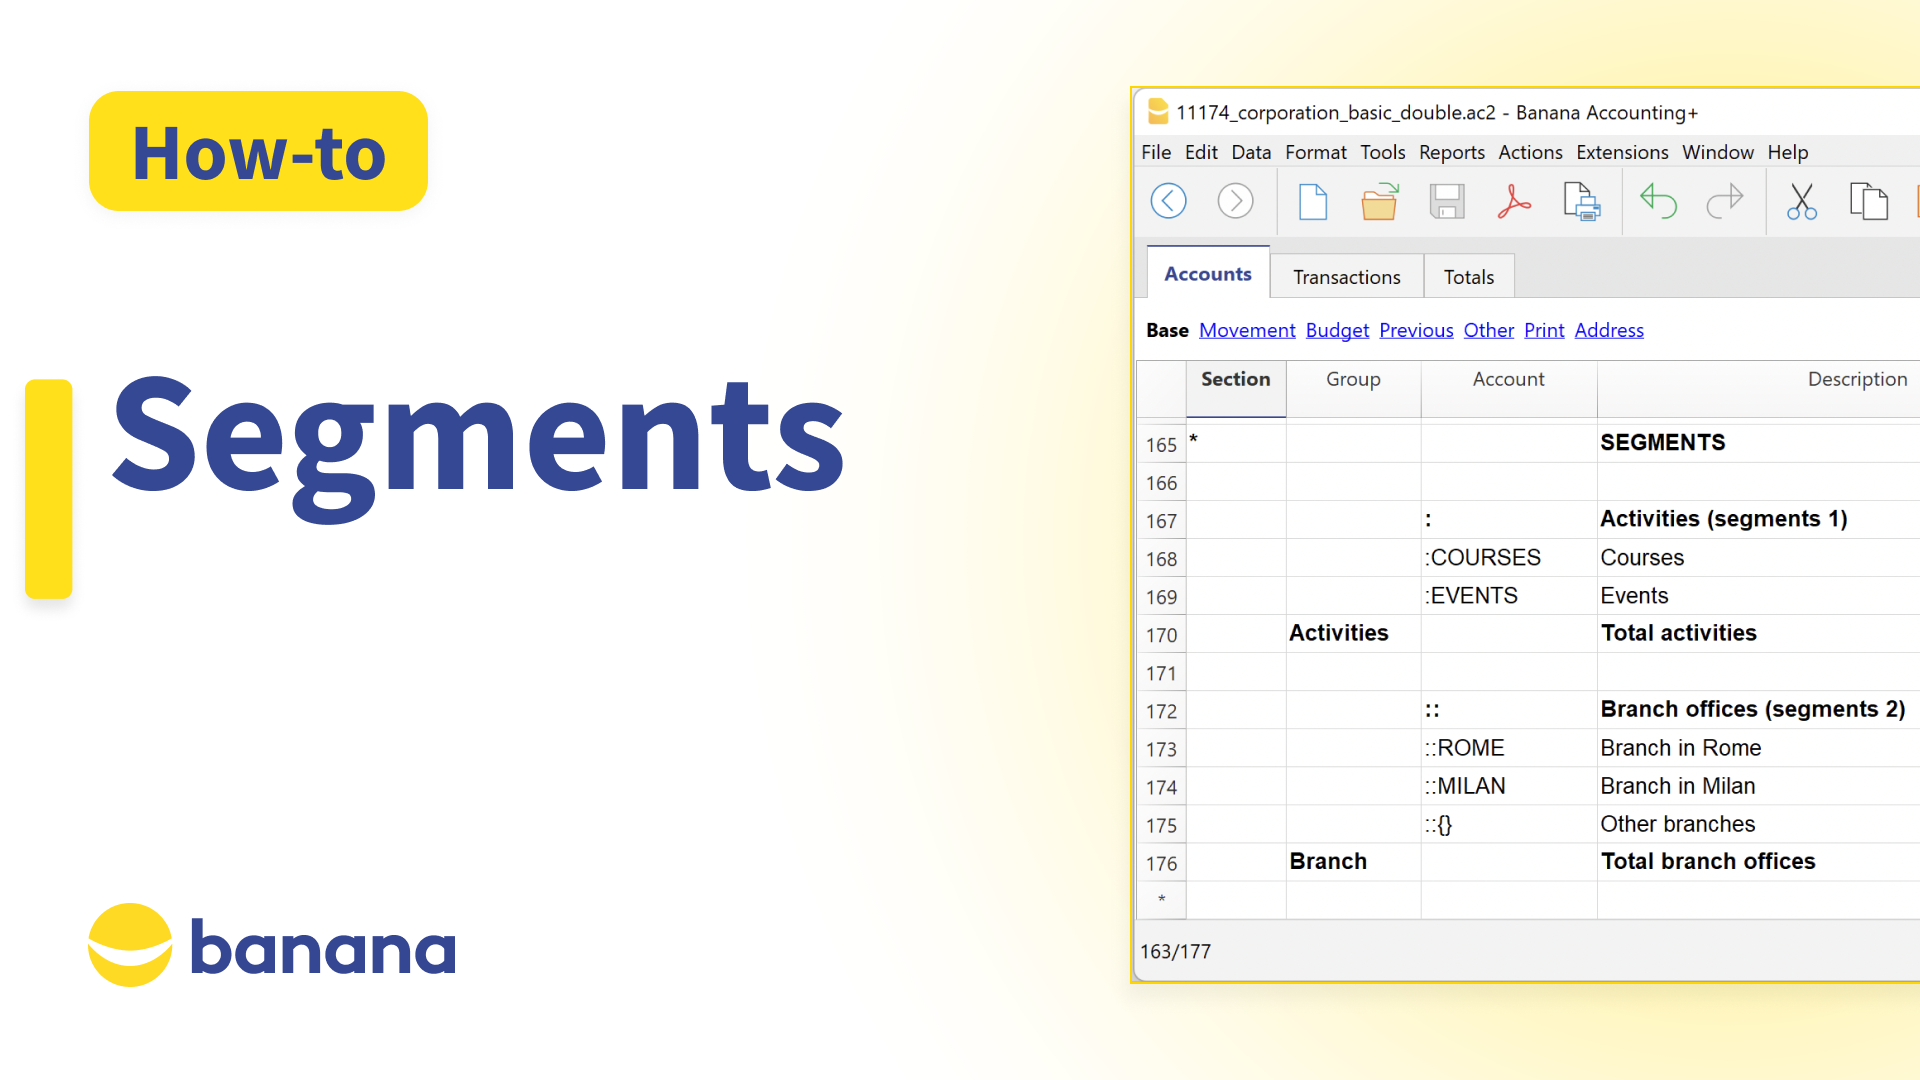 How-to
Segments
banana
11174_corporation_basic_double.ac2 - Banana Accounting+
File Edit Data Format Tools Reports Actions Extensions Window Help
Accounts Transactions Totals
Base Movement Budget Previous Other Print Address
Section Group Account Description
165 * SEGMENTS
166
167 : Activities (segments 1)
168 :COURSES Courses
169 :EVENTS Events
170 Activities Total activities
171
172 :: Branch offices (segments 2)
173 ::ROME Branch in Rome
174 ::MILAN Branch in Milan
175 ::{} Other branches
176 Branch Total branch offices
*
163/177